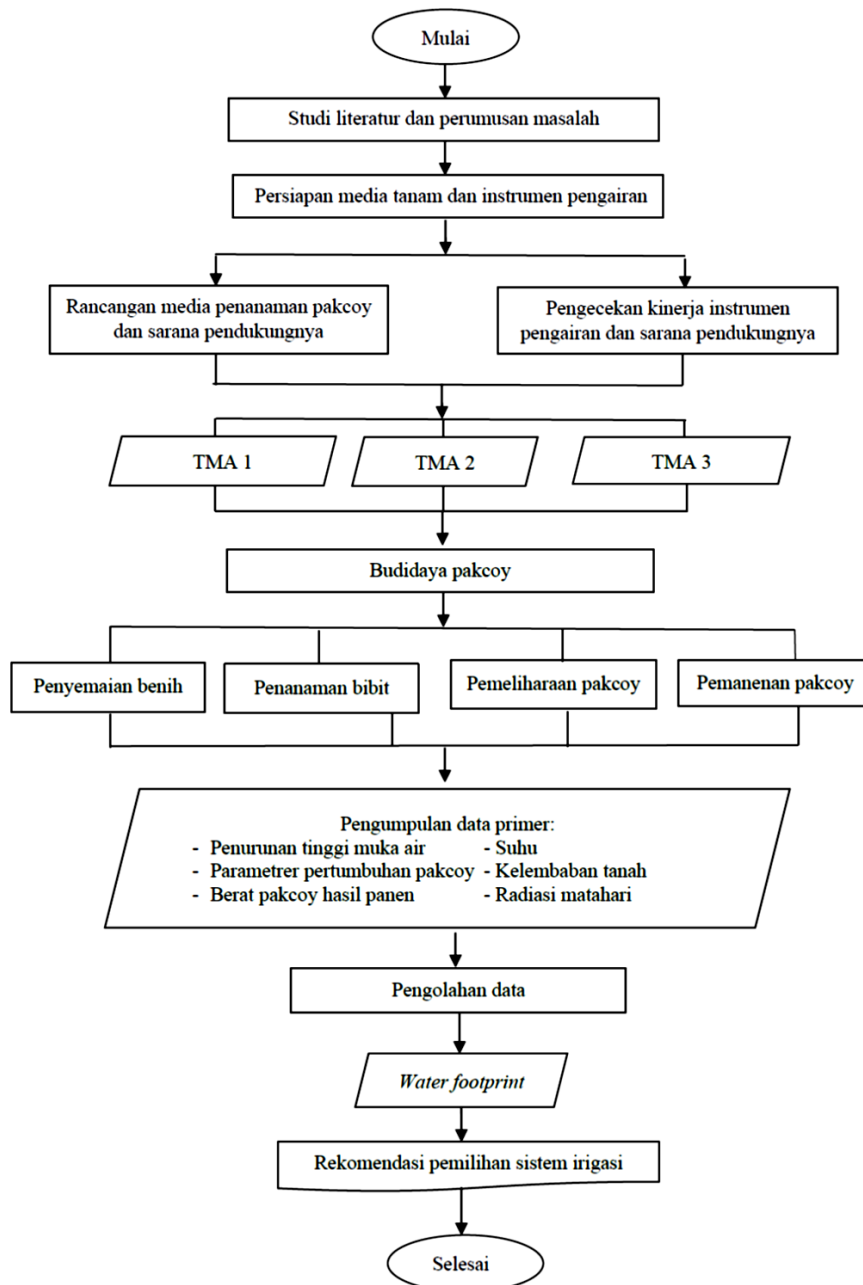 Mulai
Studi literatur dan perumusan masalah
Persiapan media tanam dan instrumen pengairan
Rancangan media penanaman pakcoy
dan sarana pendukungnya
Pengecekan kinerja instrumen
pengairan dan sarana pendukungnya
TMA 1
TMA 2
TMA 3
Budidaya pakcoy
Penyemaian benih
Penanaman bibit
Pemeliharaan pakcoy
Pemanenan pakcoy
Pengumpulan data primer:
- Penurunan tinggi muka air
- Parametrer pertumbuhan pakcoy
- Berat pakcoy hasil panen
- Suhu
- Kelembaban tanah
- Radiasi matahari
Pengolahan data
Water footprint
Rekomendasi pemilihan sistem irigasi
Selesai